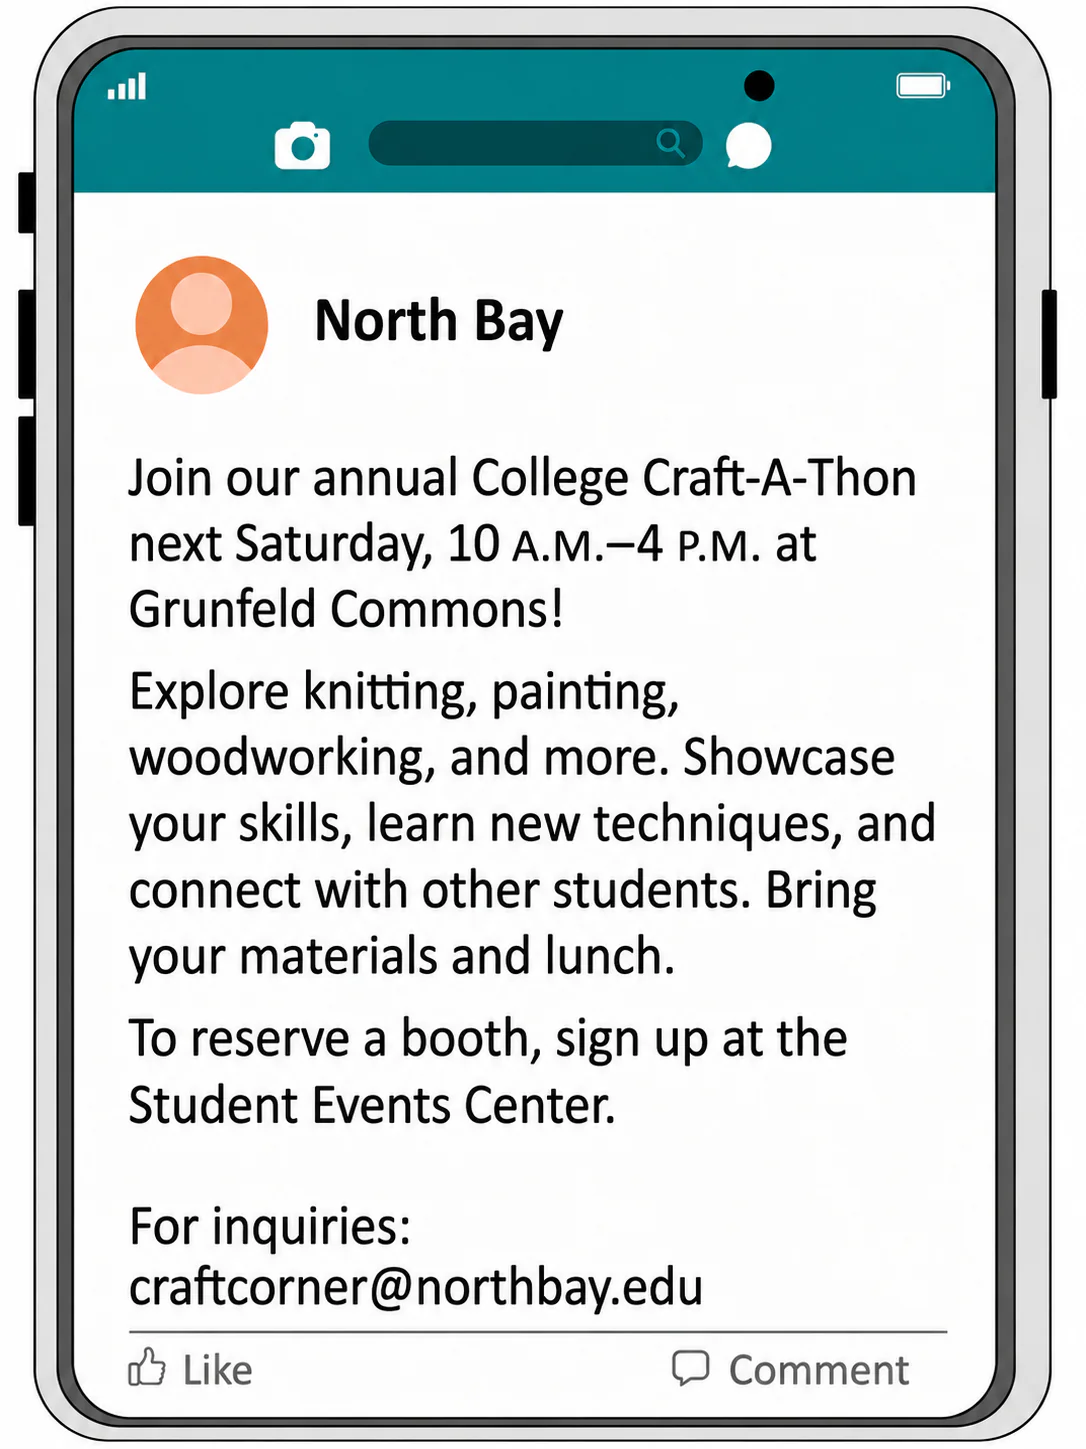 North Bay
Join our annual College Craft-A-Thon
next Saturday, 10 A.M.–4 P.M. at
Grunfeld Commons!
Explore knitting, painting,
woodworking, and more. Showcase
your skills, learn new techniques, and
connect with other students. Bring
your materials and lunch.
To reserve a booth, sign up at the
Student Events Center.
For inquiries:
craftcorner@northbay.edu
Like Comment